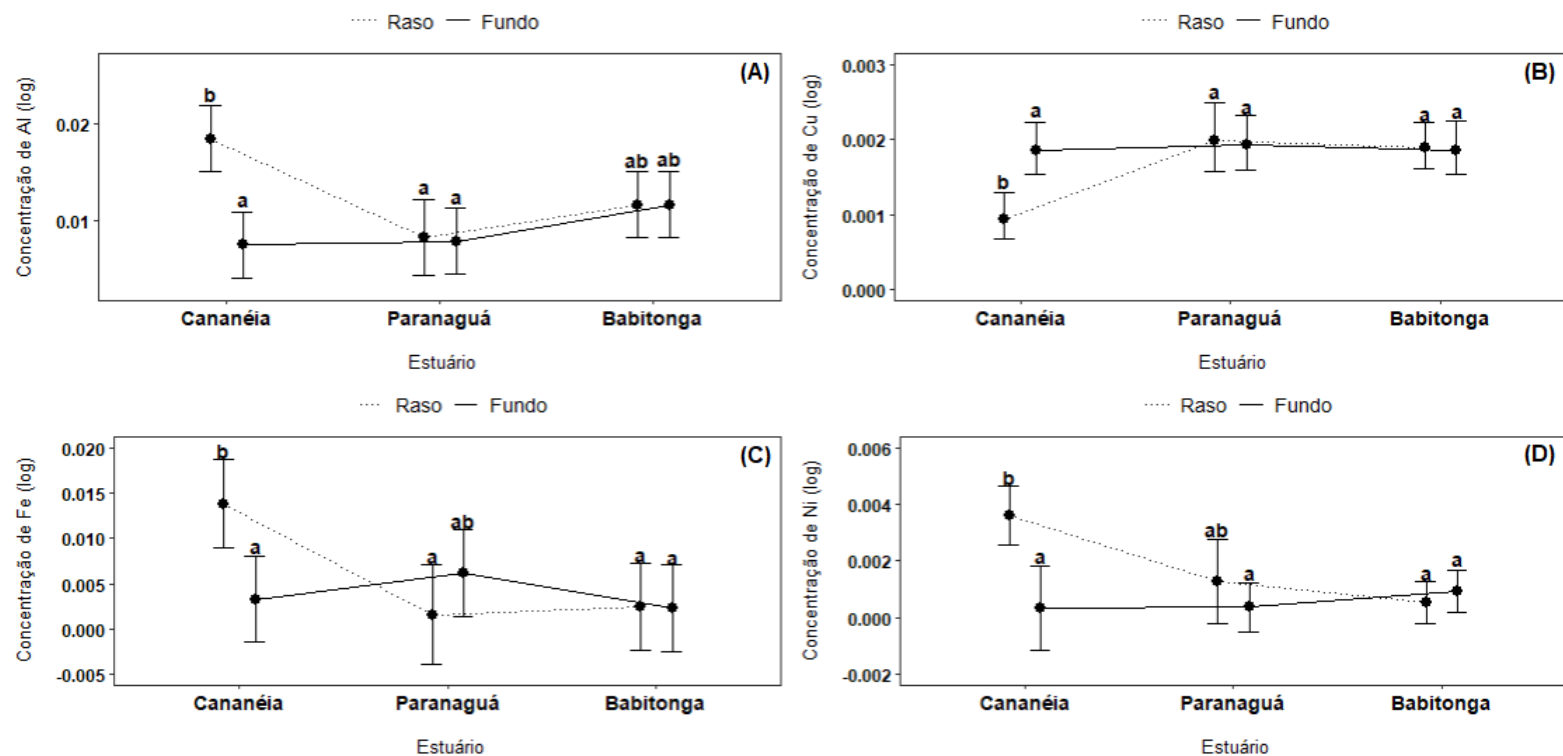 Raso Fundo
(A)
Concentração de Al (log)
0.02
0.01
b
a
a
a
ab
ab
Cananéia Paranaguá Babitonga
Estuário
Raso Fundo
(B)
Concentração de Cu (log)
0.003
0.002
0.001
0.000
b
a
a
a
a
a
Cananéia Paranaguá Babitonga
Estuário
Raso Fundo
(C)
Concentração de Fe (log)
0.020
0.015
0.010
0.005
0.000
-0.005
b
a
a
ab
a
a
Cananéia Paranaguá Babitonga
Estuário
Raso Fundo
(D)
Concentração de Ni (log)
0.006
0.004
0.002
0.000
-0.002
b
a
ab
a
a
a
Cananéia Paranaguá Babitonga
Estuário